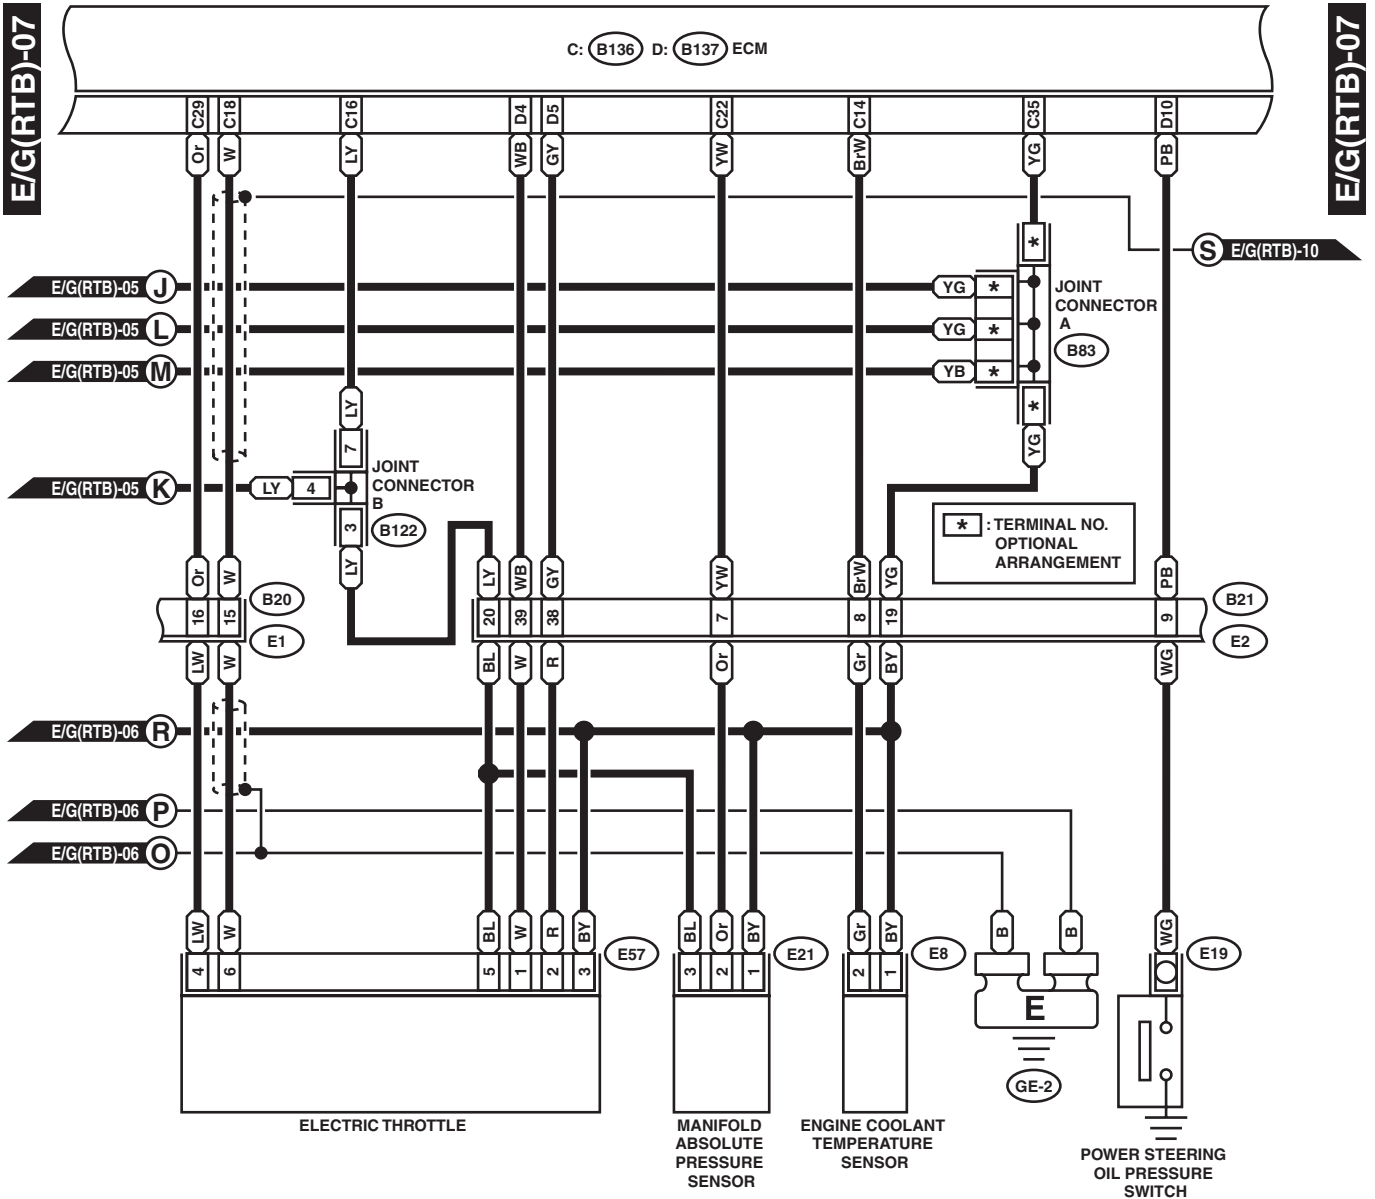 E/G(RTB)-07
E/G(RTB)-07
C: B136 D: B137 ECM
C29 C18 C16 D4 D5 C22 C14 C35 D10
Or W LY WB GY YW BrW YG PB
*
S E/G(RTB)-10
E/G(RTB)-05 J YG *
JOINT
CONNECTOR
A
E/G(RTB)-05 L YG *
B83
E/G(RTB)-05 M YB *
LY *
7 YG
JOINT
CONNECTOR
B
E/G(RTB)-05 K LY 4
3 B122
* : TERMINAL NO.
OPTIONAL
ARRANGEMENT
LY
Or W LY WB GY YW BrW YG PB
B20 B21
16 15 20 39 38 7 8 19 9
E1 E2
LW W BL W R Or Gr BY WG
E/G(RTB)-06 R
E/G(RTB)-06 P
E/G(RTB)-06 O
LW W BL W R BY BL Or BY Gr BY B B WG
E57 E21 E8 E19
4 6 5 1 2 3 3 2 1 2 1
E
GE-2
ELECTRIC THROTTLE
MANIFOLD
ABSOLUTE
PRESSURE
SENSOR
ENGINE COOLANT
TEMPERATURE
SENSOR
POWER STEERING
OIL PRESSURE
SWITCH